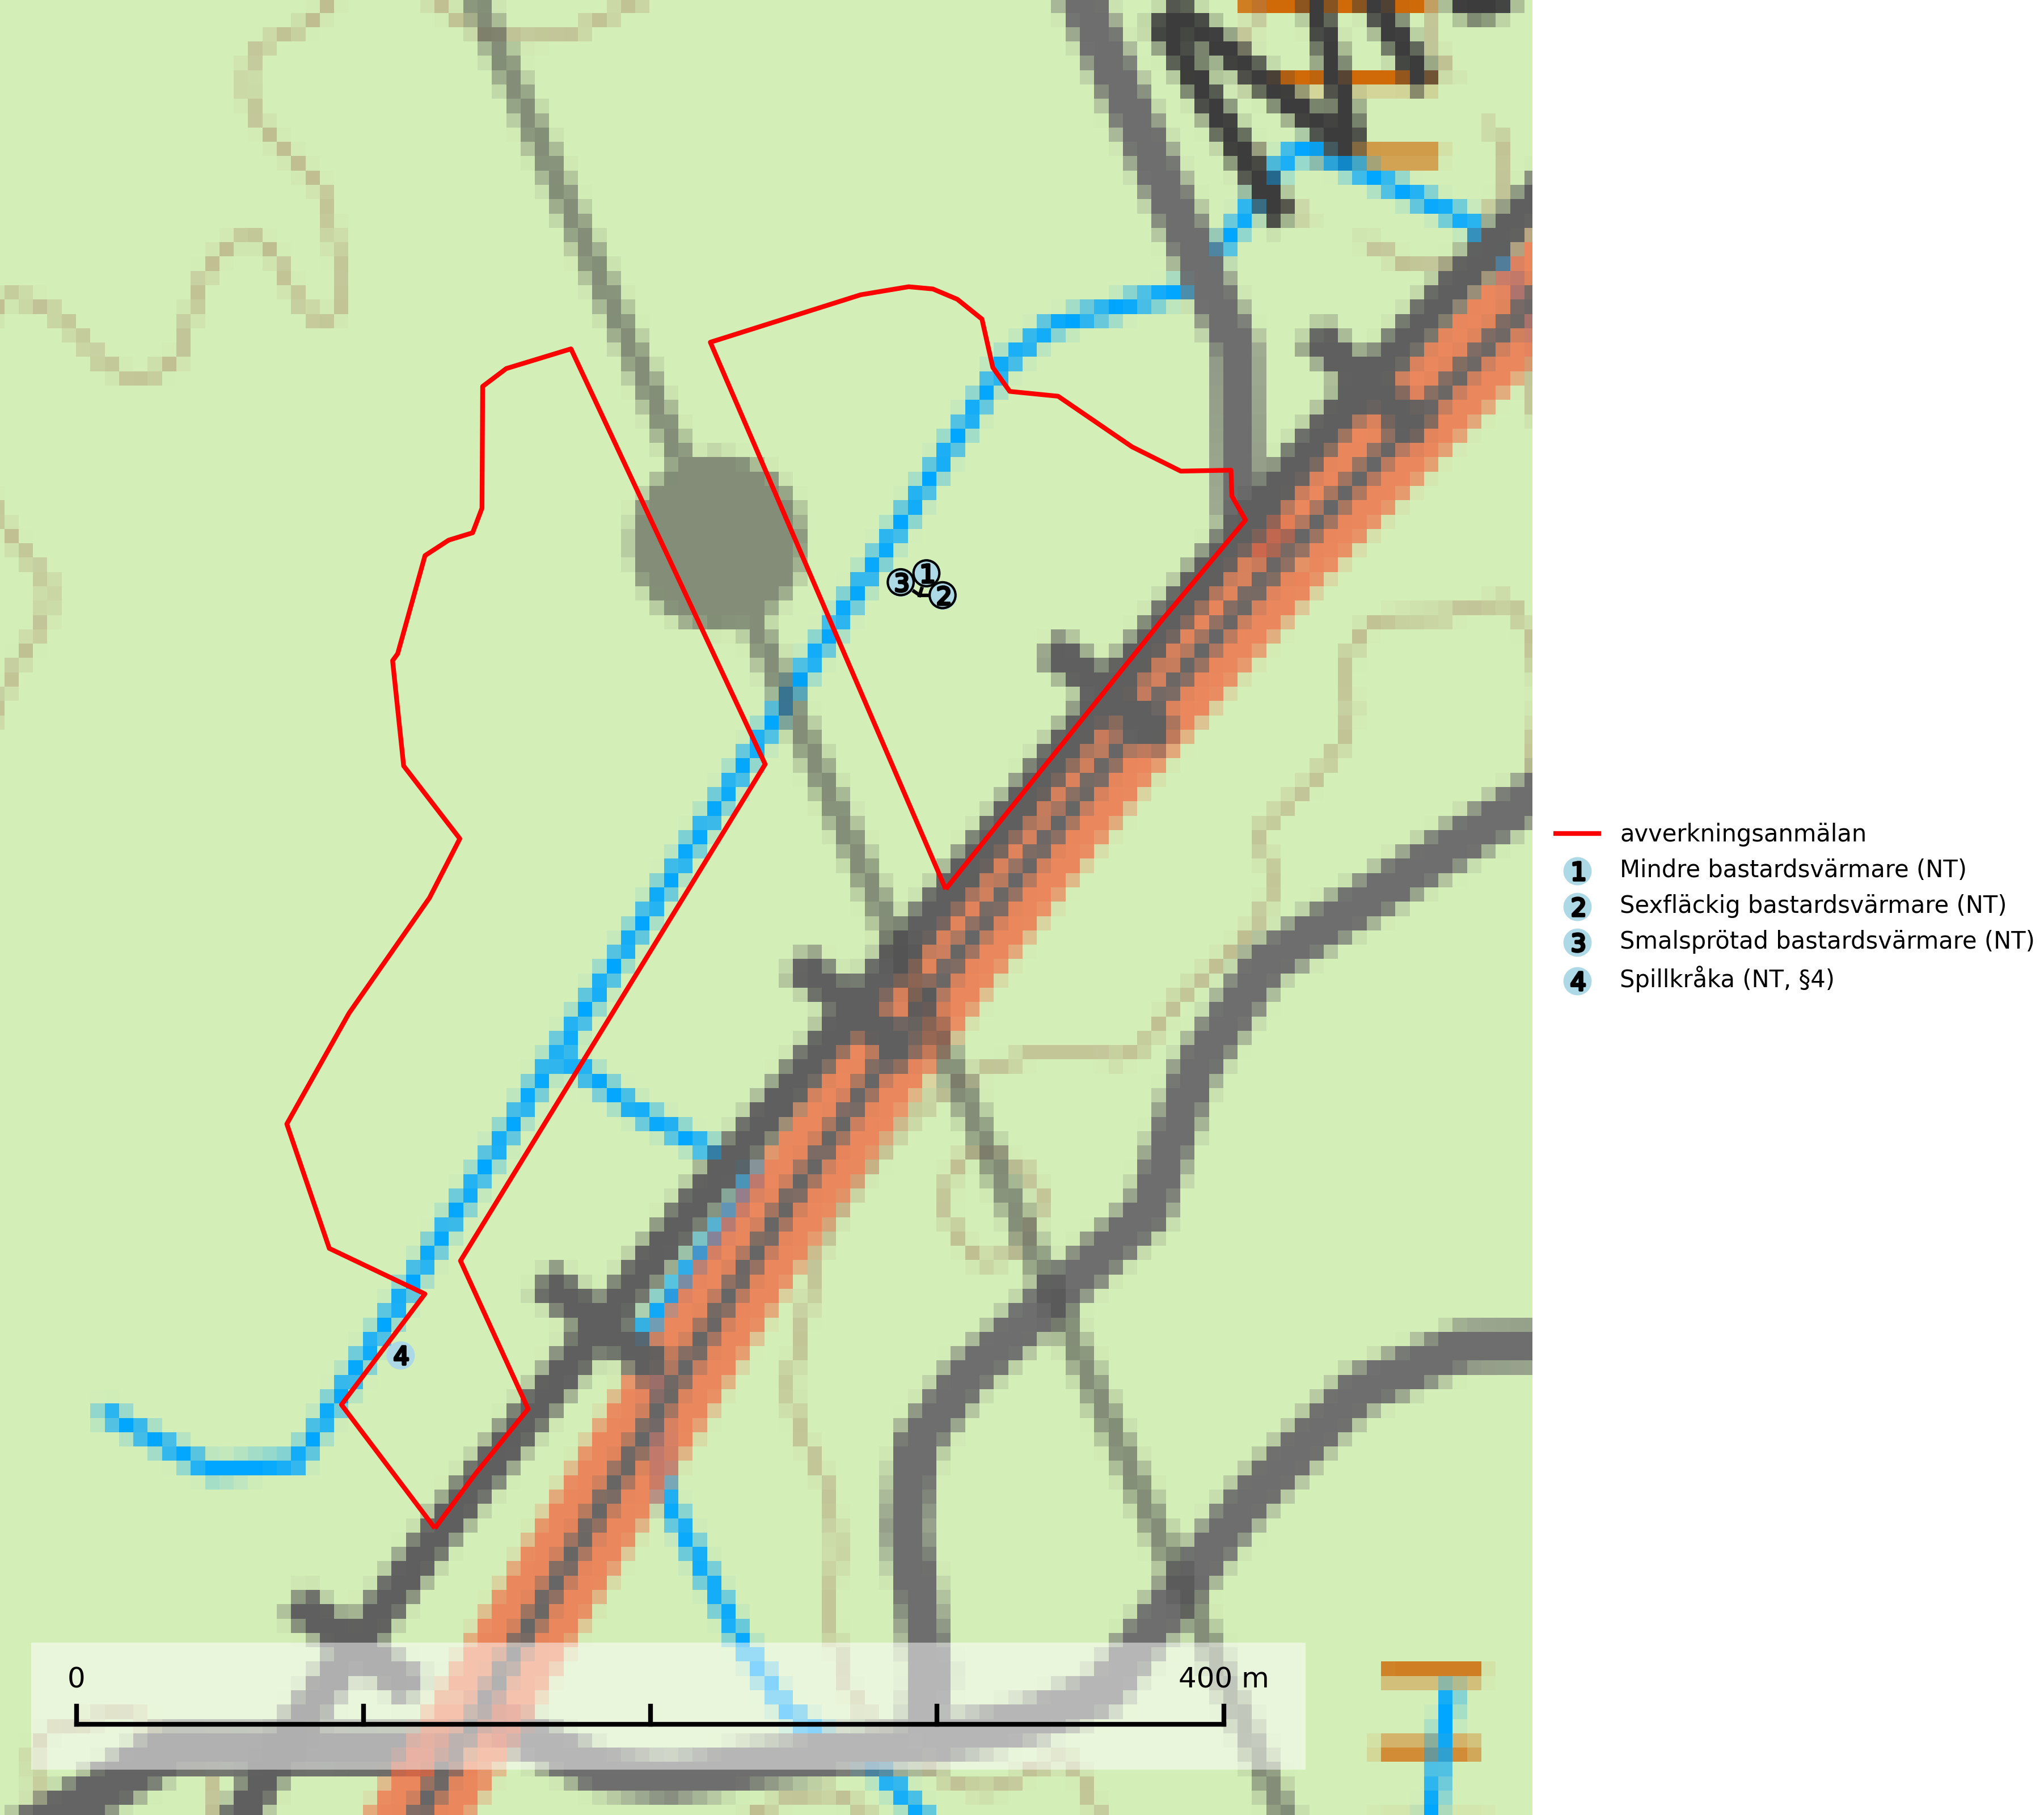 1
3
2
4
0
400 m
avverkningsanmälan
1 Mindre bastardsvärmare (NT)
2 Sexfläckig bastardsvärmare (NT)
3 Smalsprötad bastardsvärmare (NT)
4 Spillkråka (NT, §4)